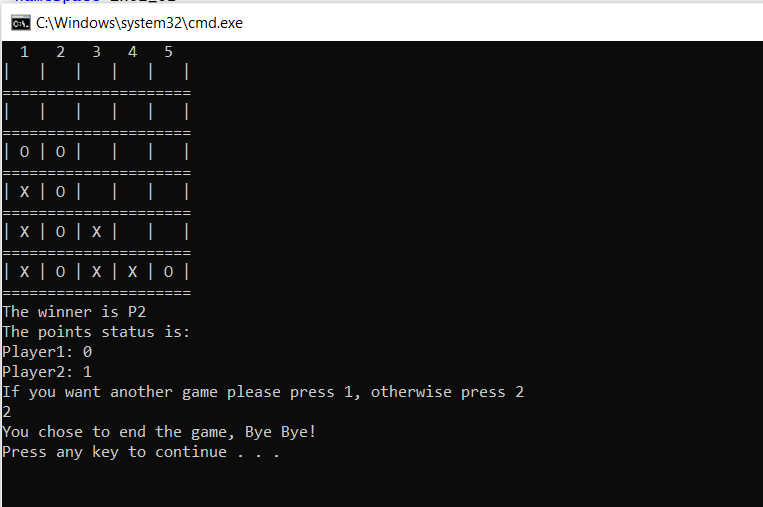 C:\Windows\system32\cmd.exe
  1   2   3   4   5
|   |   |   |   |   |
=====================
|   |   |   |   |   |
=====================
| O | O |   |   |   |
=====================
| X | O |   |   |   |
=====================
| X | O | X |   |   |
=====================
| X | O | X | X | O |
=====================
The winner is P2
The points status is:
Player1: 0
Player2: 1
If you want another game please press 1, otherwise press 2
2
You chose to end the game, Bye Bye!
Press any key to continue . . .